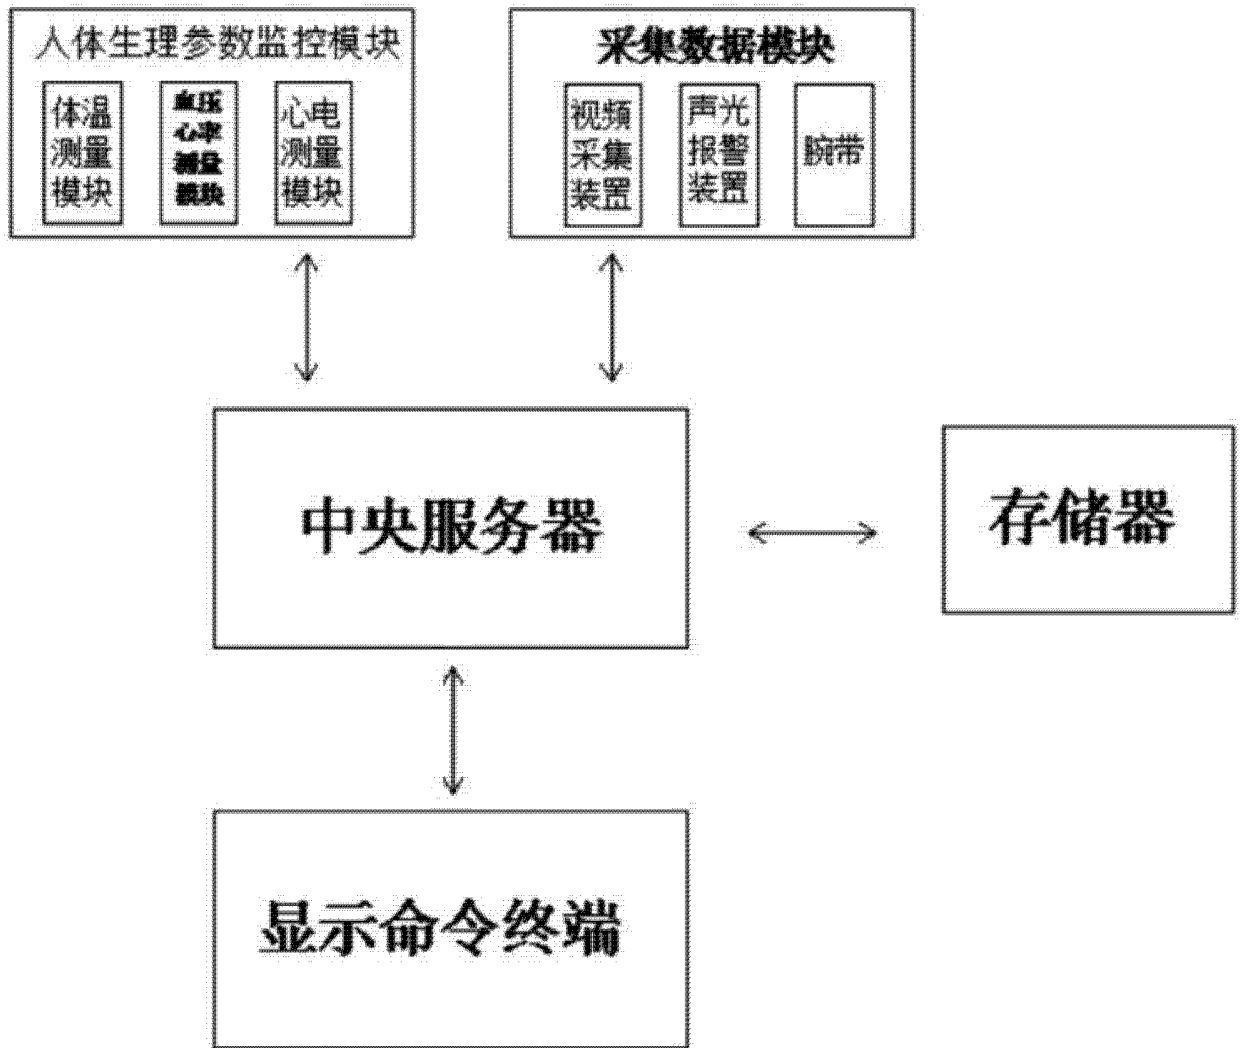 人体生理参数监控模块
体温
测量
模块
血压
心率
测量
模块
心电
测量
模块
采集数据模块
视频
采集
装置
声光
报警
装置
腕带
中央服务器
存储器
显示命令终端